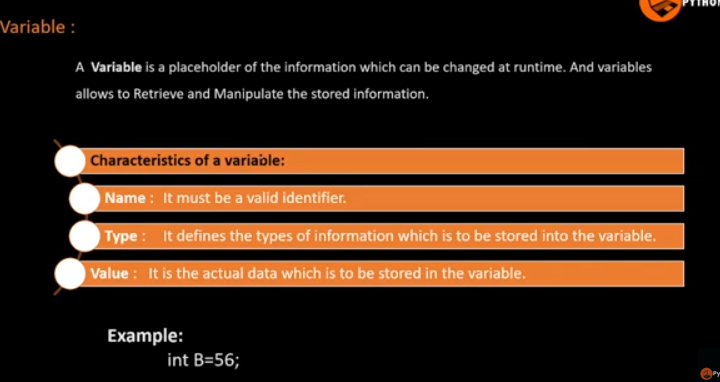 PYTHON
Variable :
A Variable is a placeholder of the information which can be changed at runtime. And variables
allows to Retrieve and Manipulate the stored information.
Characteristics of a variable:
Name : It must be a valid identifier.
Type : It defines the types of information which is to be stored into the variable.
Value : It is the actual data which is to be stored in the variable.
Example:
int B=56;